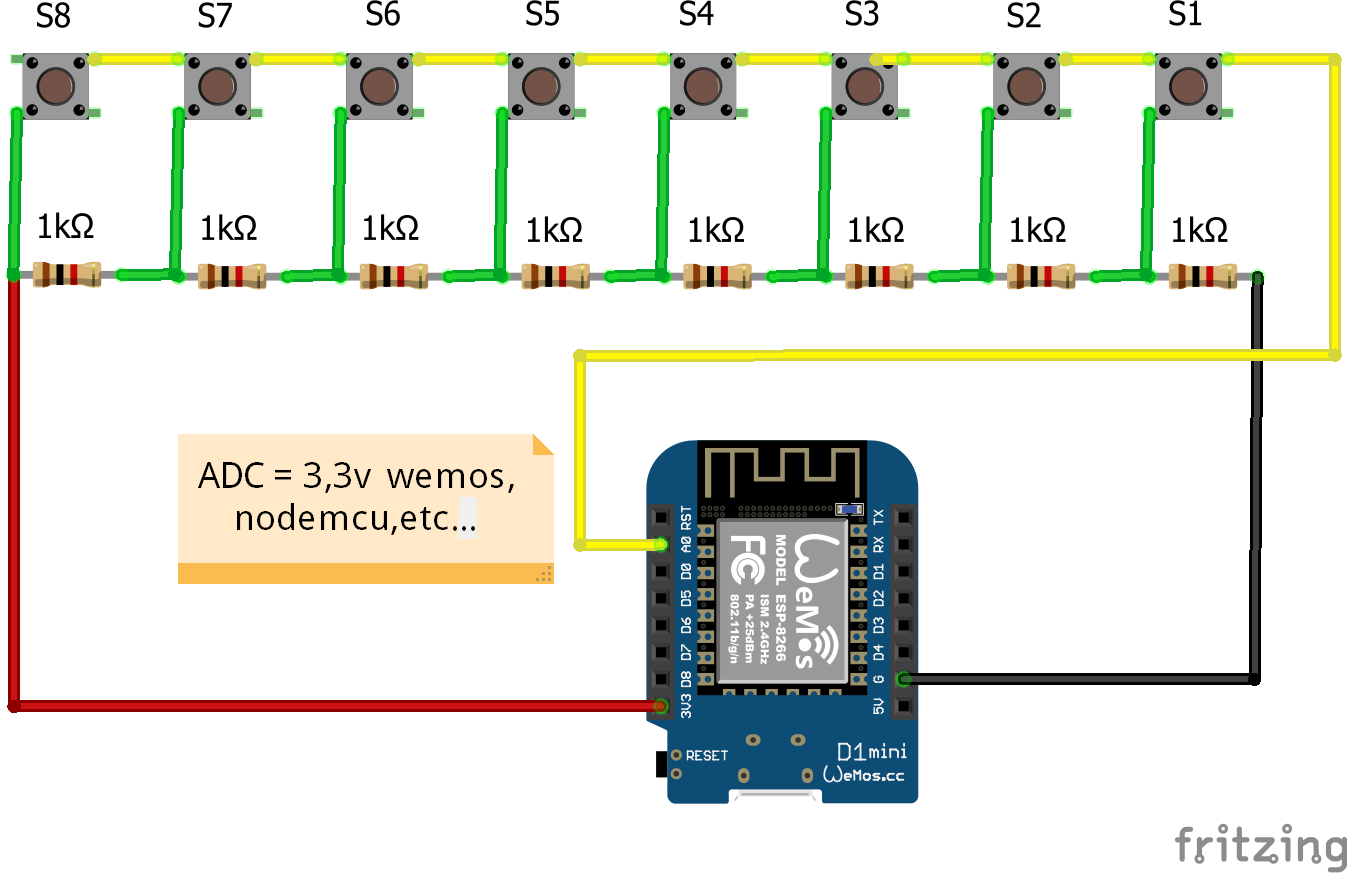 S8 S7 S6 S5 S4 S3 S2 S1
1kΩ 1kΩ 1kΩ 1kΩ 1kΩ 1kΩ 1kΩ 1kΩ
ADC = 3,3v wemos,
nodemcu,etc...
RST
A0
D0
D5
D6
D7
D8
3V3
TX
RX
D1
D2
D3
D4
G
5V
WeMos
MODEL ESP-8266
ISM 2.4GHz
PA +25dBm
802.11b/g/n
FC
RESET
D1 mini
WeMos.cc
fritzing